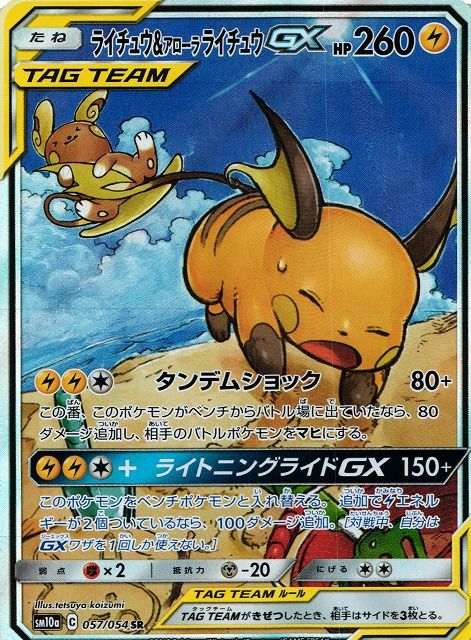 たね ライチュウ&アローラライチュウGX HP260
TAG TEAM
タンデムショック 80+
この番、このポケモンがベンチからバトル場に出ていたなら、80
ダメージ追加し、相手のバトルポケモンをマヒにする。
+ ライトニングライドGX 150+
このポケモンをベンチポケモンと入れ替える。追加でエネル
ギーが2個ついているなら、100ダメージ追加。[対戦中、自分は
GXワザを1回しか使えない。]
弱点 ×2 抵抗力 -20 にげる
Illus.tetsuya koizumi
sm10a C 057/054 SR
TAG TEAM ルール
TAG TEAMがきぜつしたとき、相手はサイドを3枚とる。